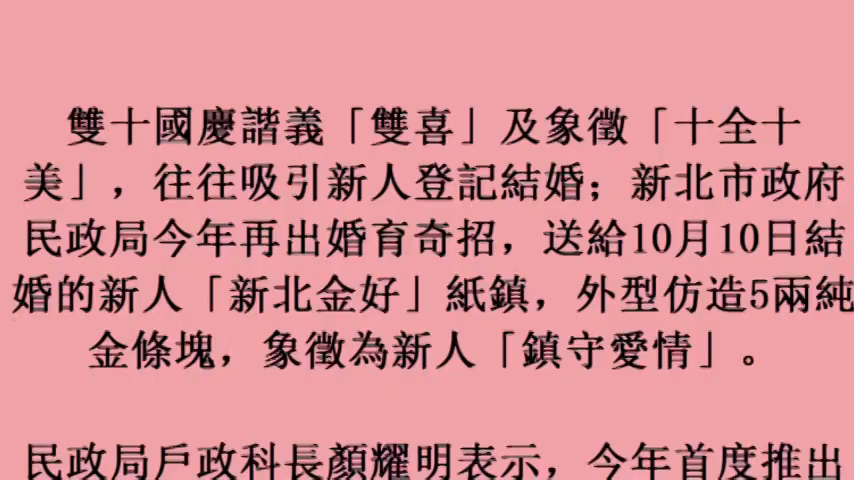 雙十國慶諧義「雙喜」及象徵「十全十
美」，往往吸引新人登記結婚；新北市政府
民政局今年再出婚育奇招，送給10月10日結
婚的新人「新北金好」紙鎮，外型仿造5兩純
金條塊，象徵為新人「鎮守愛情」。
民政局戶政科長顏耀明表示，今年首度推出